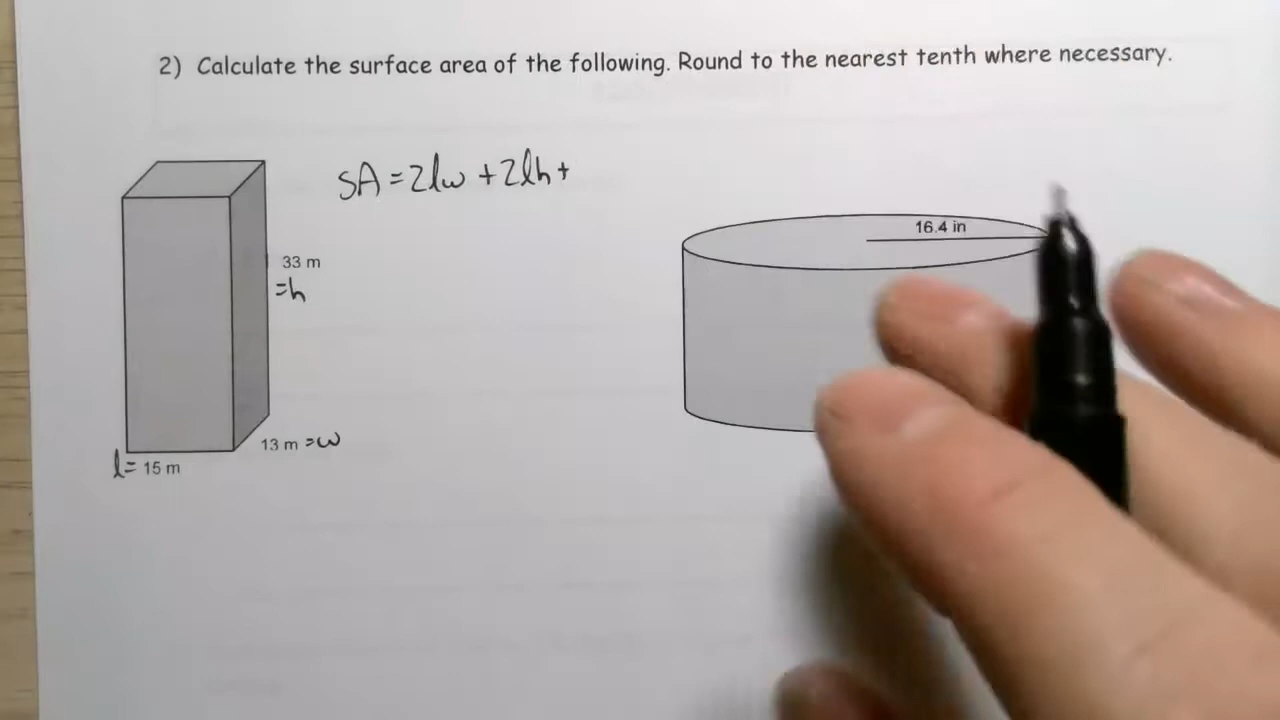 2) Calculate the surface area of the following. Round to the nearest tenth where necessary.
SA = 2lw + 2lh +
16.4 in
33 m
= h
13 m = w
l = 15 m